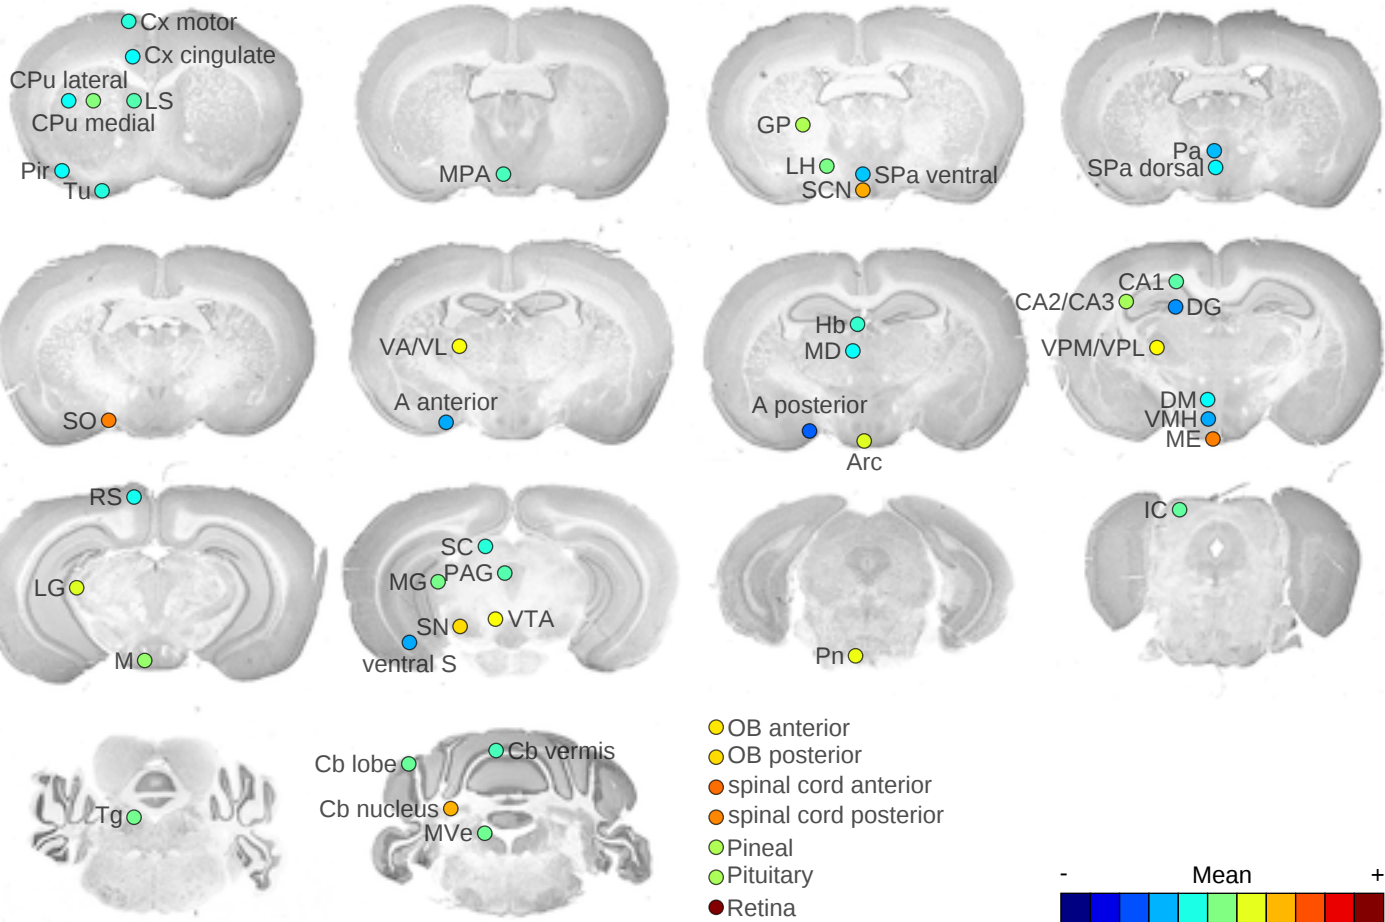 Cx motor
Cx cingulate
CPu lateral
LS
CPu medial
Pir
Tu
MPA
GP
LH
SPa ventral
SCN
Pa
SPa dorsal
SO
VA/VL
A anterior
Hb
MD
A posterior
Arc
CA1
CA2/CA3
DG
VPM/VPL
DM
VMH
ME
RS
LG
M
SC
MG
PAG
SN
VTA
ventral S
Pn
IC
Tg
Cb lobe
Cb vermis
Cb nucleus
MVe
OB anterior
OB posterior
spinal cord anterior
spinal cord posterior
Pineal
Pituitary
Retina
- Mean +